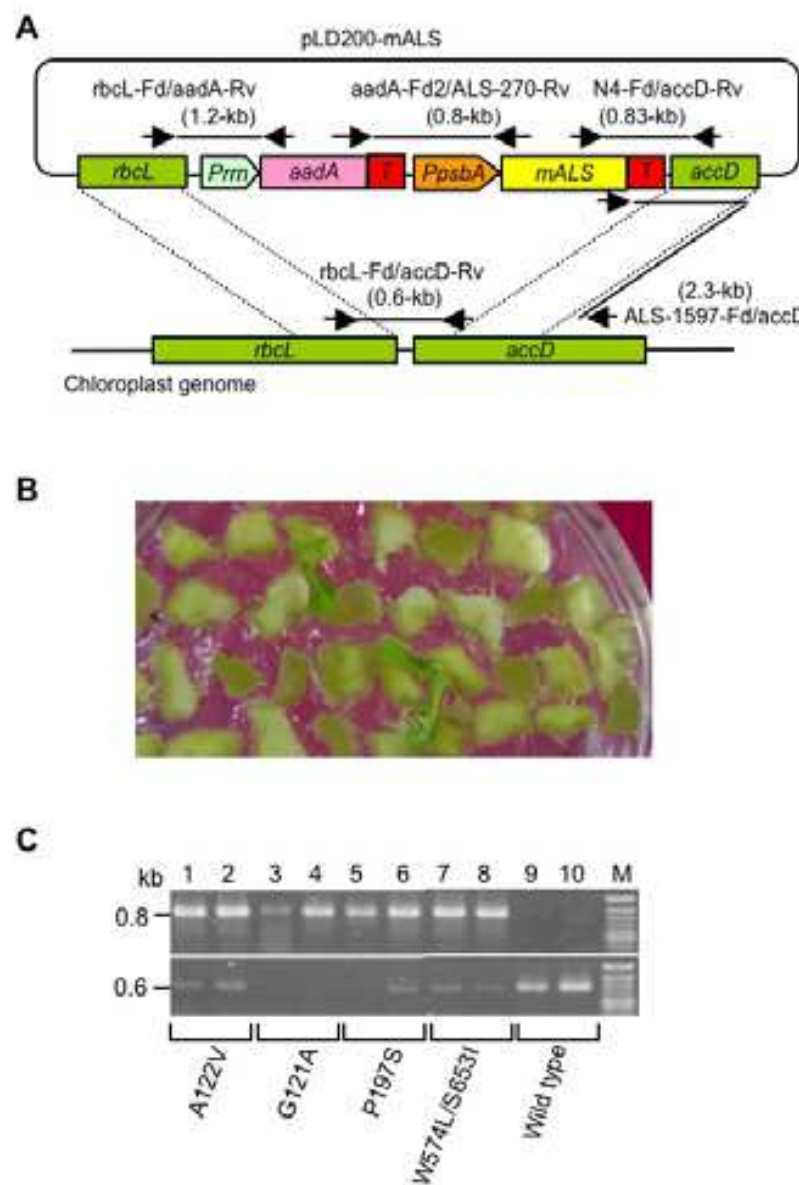 A
pLD200-mALS
rbcL-Fd/aadA-Rv aadA-Fd2/ALS-270-Rv N4-Fd/accD-Rv
(1.2-kb) (0.8-kb) (0.83-kb)
rbcL Prrn aadA T PpsbA mALS T accD
rbcL-Fd/accD-Rv
(0.6-kb) (2.3-kb)
ALS-1597-Fd/accD
rbcL accD
Chloroplast genome
B
C
kb 1 2 3 4 5 6 7 8 9 10 M
0.8
0.6
A122V G121A P197S W574L/S653I Wild type